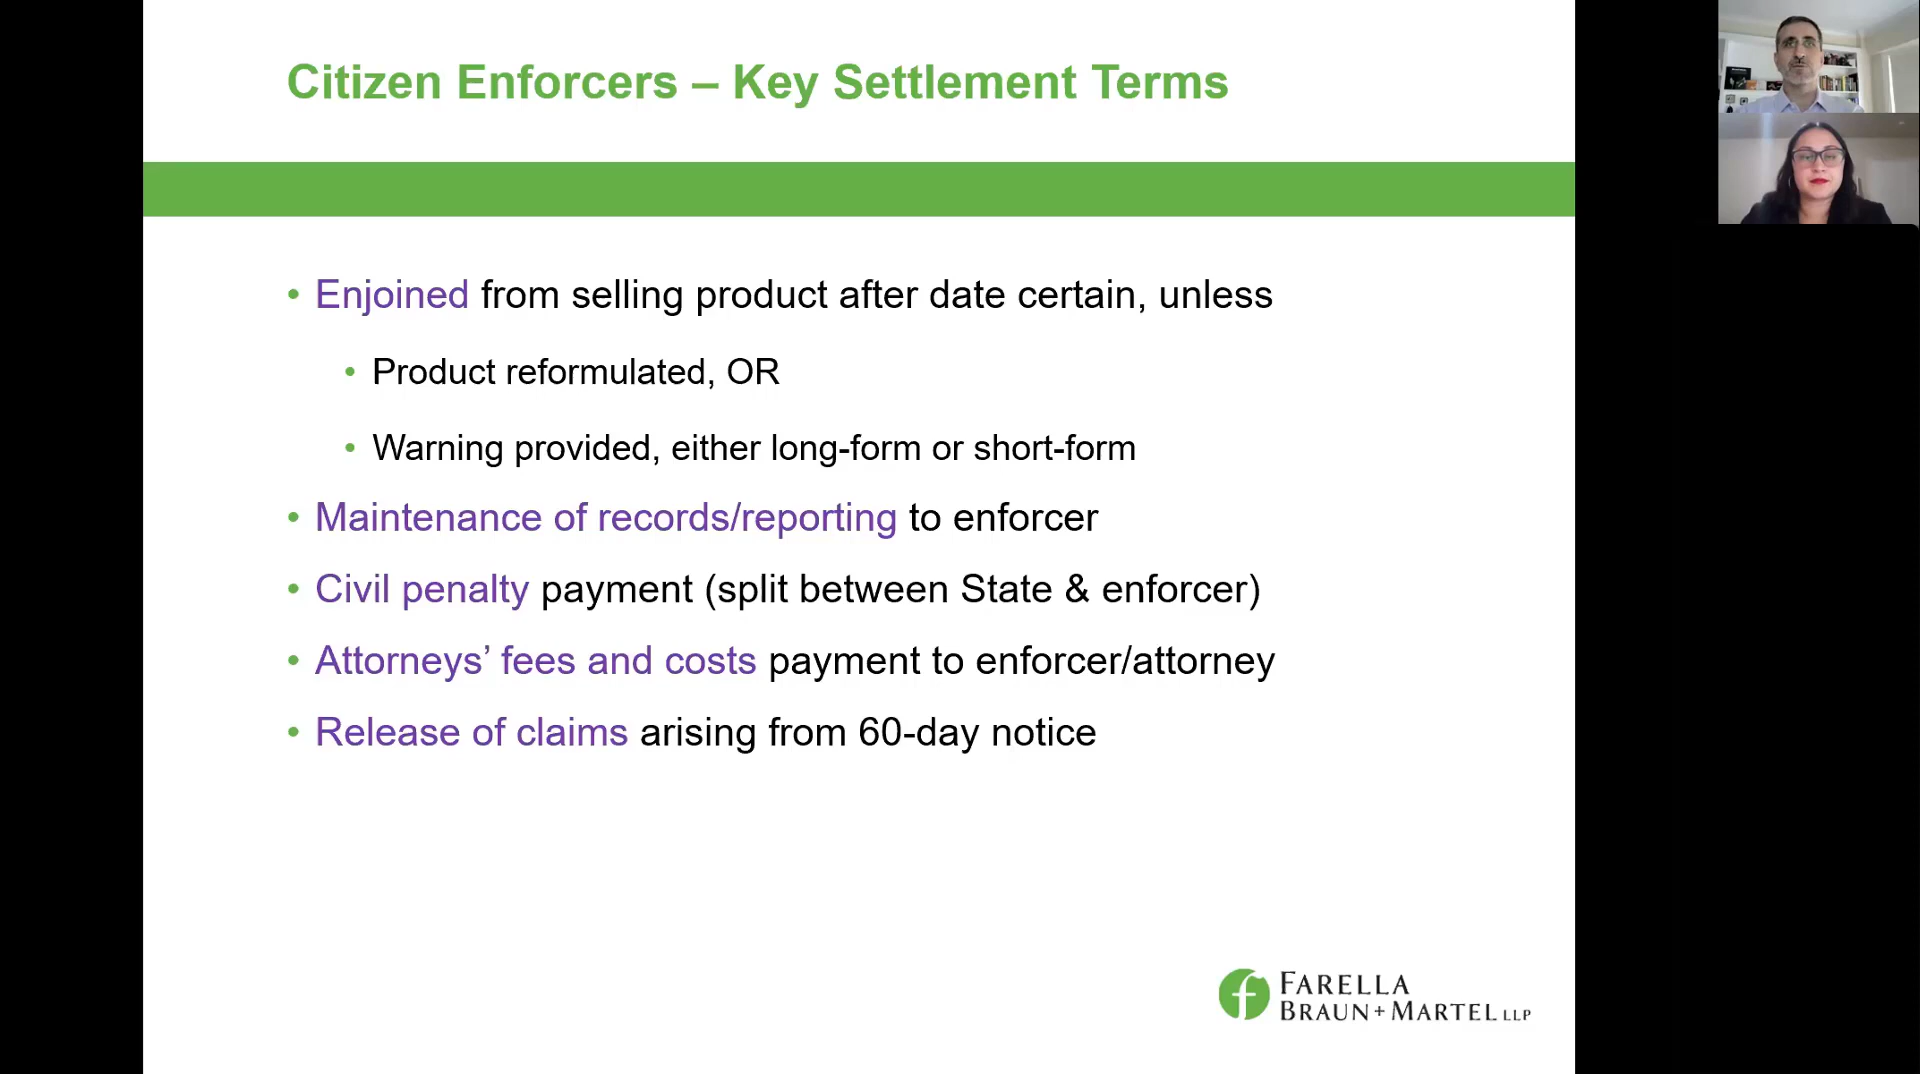 Citizen Enforcers – Key Settlement Terms
• Enjoined from selling product after date certain, unless
• Product reformulated, OR
• Warning provided, either long-form or short-form
• Maintenance of records/reporting to enforcer
• Civil penalty payment (split between State & enforcer)
• Attorneys’ fees and costs payment to enforcer/attorney
• Release of claims arising from 60-day notice
f FARELLA
BRAUN+MARTEL LLP